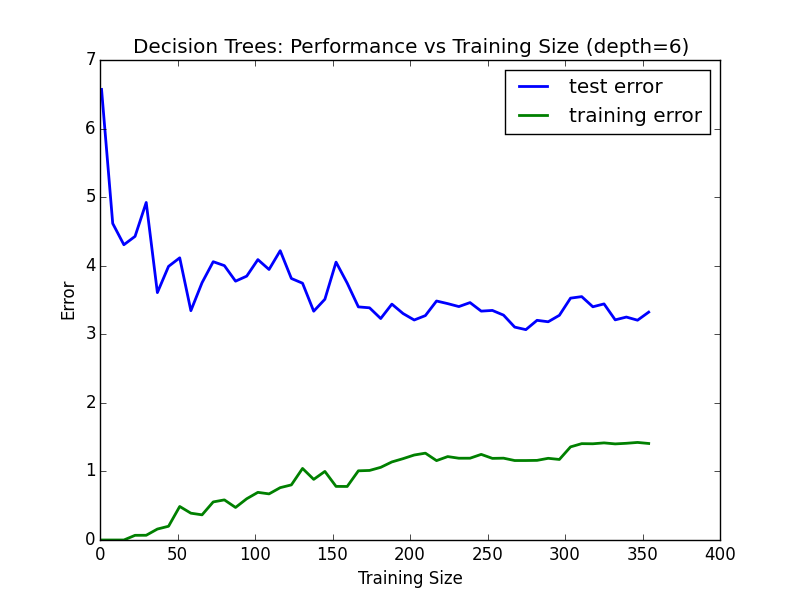 Decision Trees: Performance vs Training Size (depth=6)
7
6
5
4
3
2
1
0
Error
test error
training error
0 50 100 150 200 250 300 350 400
Training Size